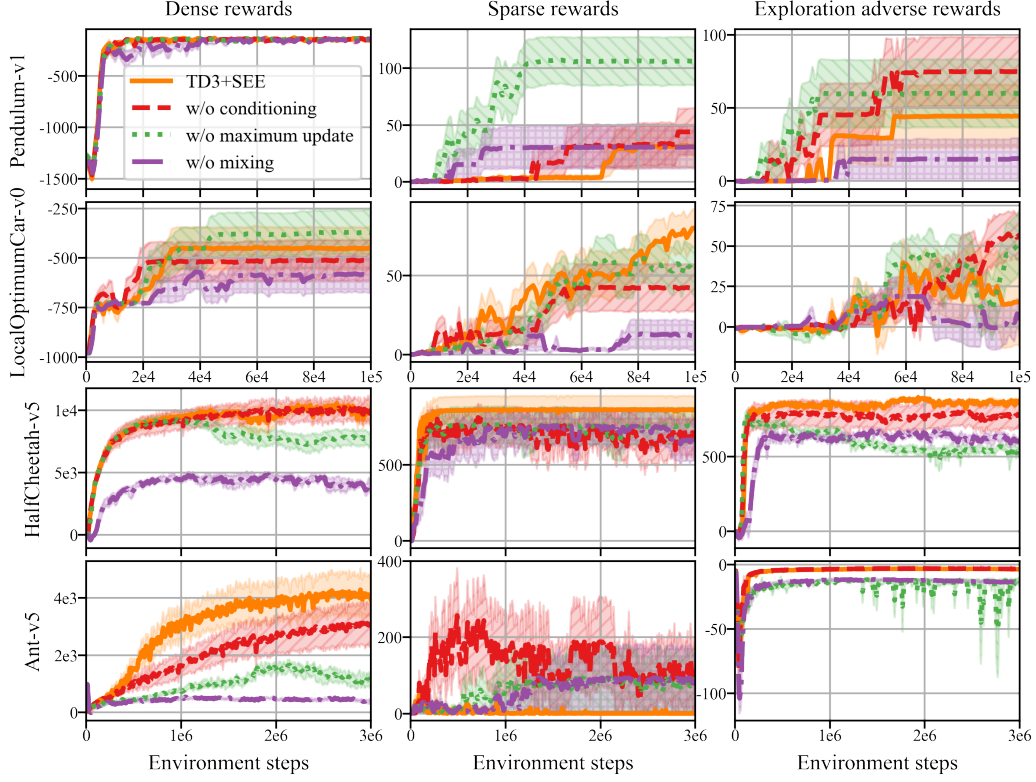 Dense rewards
Sparse rewards
Exploration adverse rewards
Pendulum-v1
-500
-1000
-1500
TD3+SEE
w/o conditioning
w/o maximum update
w/o mixing
100
50
0
100
50
0
LocalOptimumCar-v0
-250
-500
-750
-1000
0
2e4
4e4
6e4
8e4
1e5
50
0
0
2e4
4e4
6e4
8e4
1e5
75
50
25
0
0
2e4
4e4
6e4
8e4
1e5
HalfCheetah-v5
1e4
5e3
0
500
0
500
0
Ant-v5
4e3
2e3
0
0
1e6
2e6
3e6
400
200
0
0
1e6
2e6
3e6
0
-50
-100
0
1e6
2e6
3e6
Environment steps
Environment steps
Environment steps